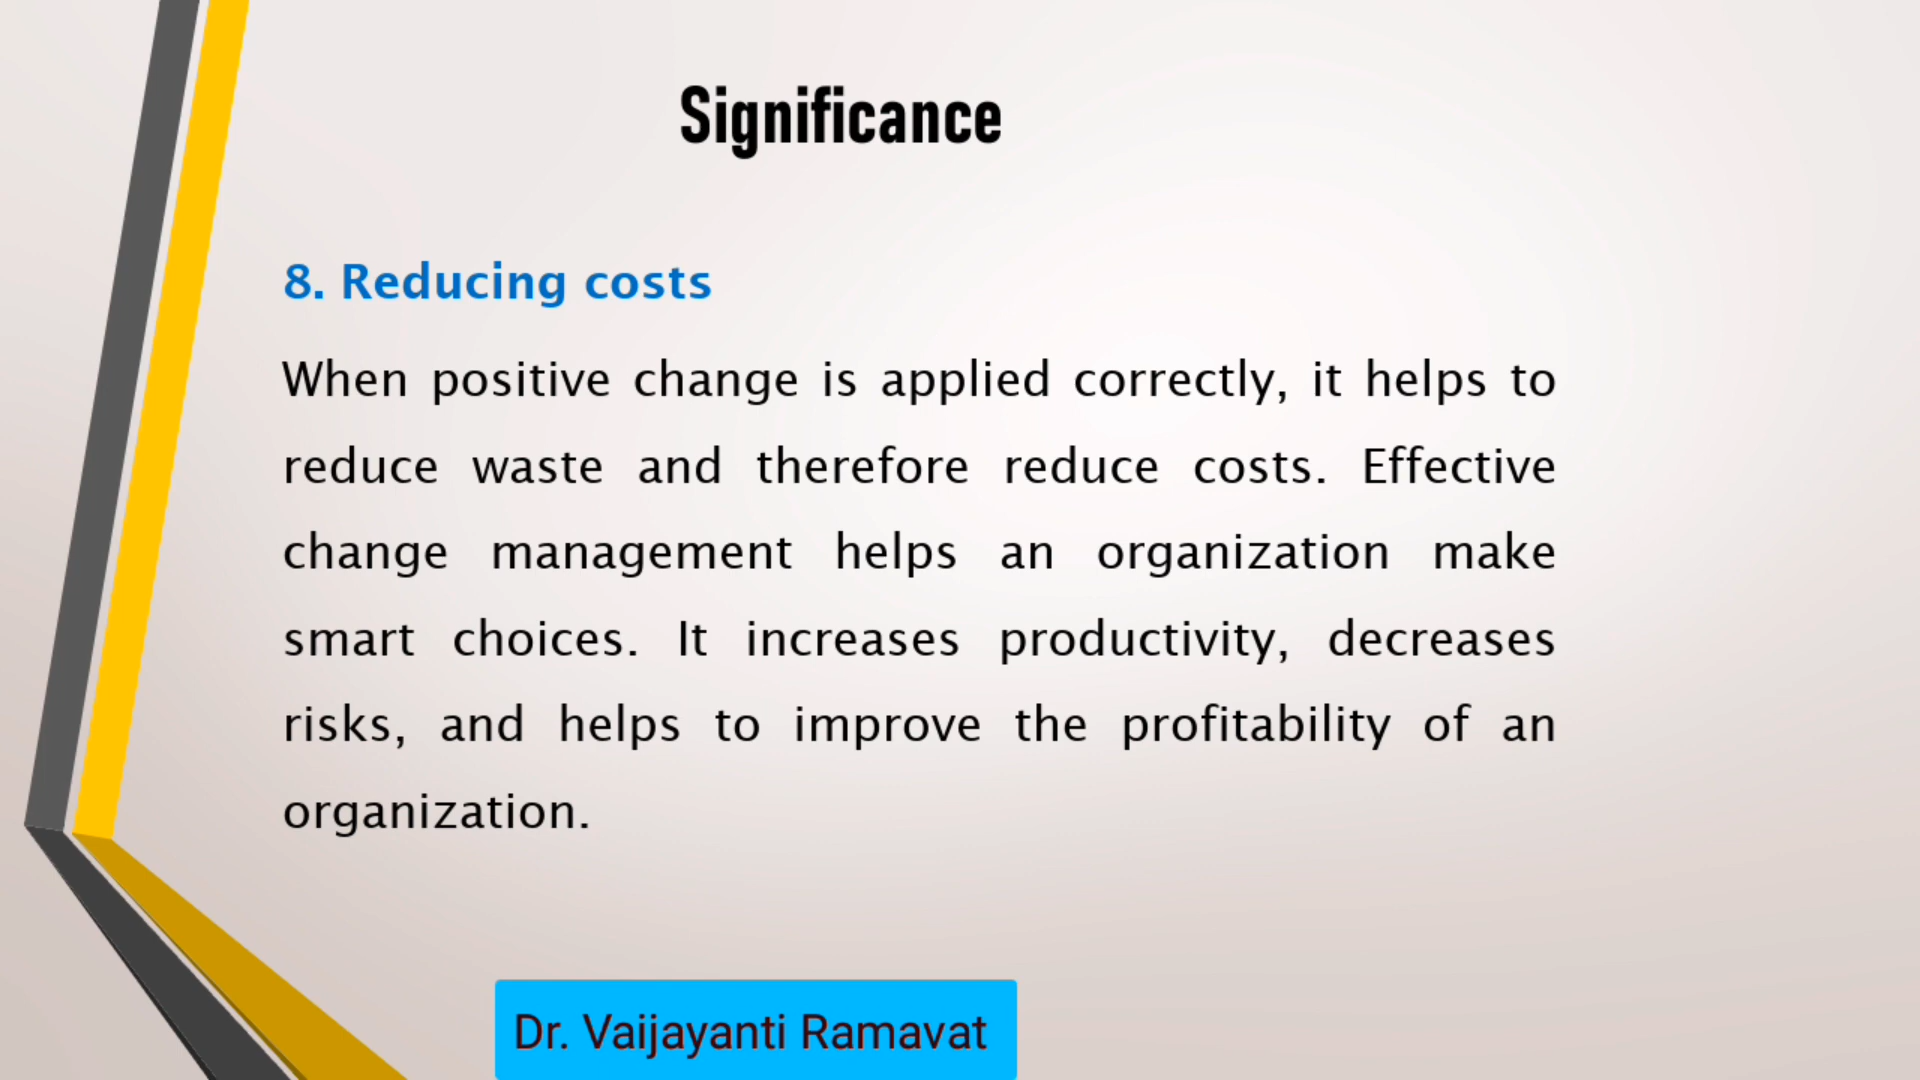 Significance
8. Reducing costs
When positive change is applied correctly, it helps to
reduce waste and therefore reduce costs. Effective
change management helps an organization make
smart choices. It increases productivity, decreases
risks, and helps to improve the profitability of an
organization.
Dr. Vaijayanti Ramavat